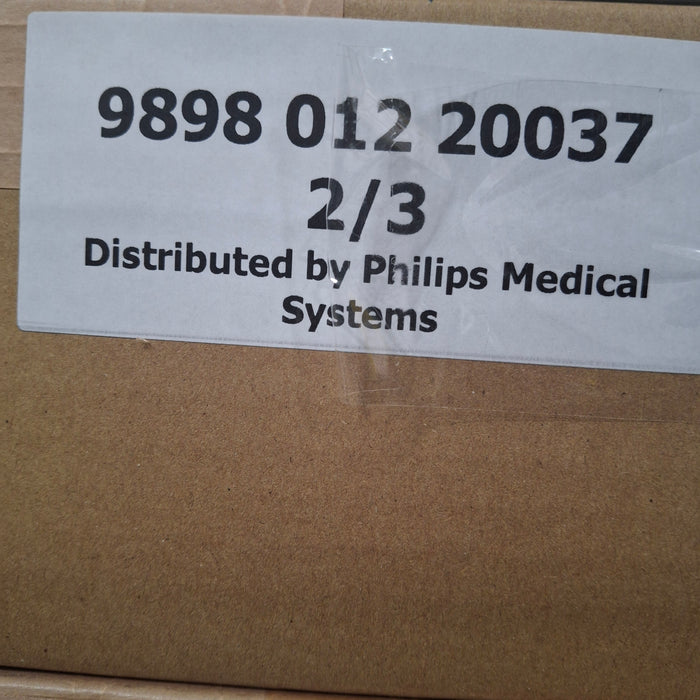 9898 012 20037
2/3
Distributed by Philips Medical
Systems